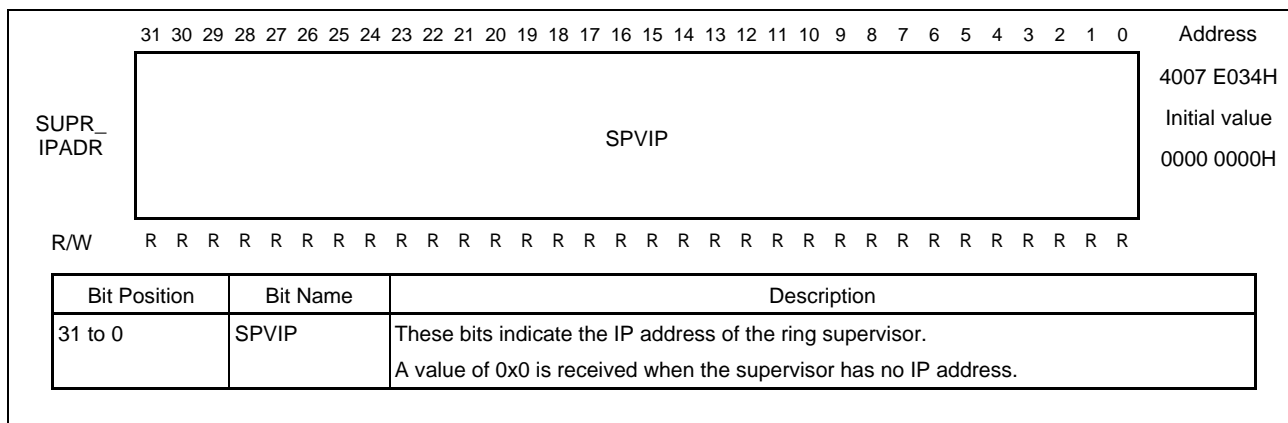 31 30 29 28 27 26 25 24 23 22 21 20 19 18 17 16 15 14 13 12 11 10 9 8 7 6 5 4 3 2 1 0 Address
4007 E034H
SUPR_
IPADR
SPVIP
Initial value
0000 0000H
R/W R R R R R R R R R R R R R R R R R R R R R R R R R R R R R R R R
Bit Position Bit Name Description
31 to 0 SPVIP These bits indicate the IP address of the ring supervisor.
A value of 0x0 is received when the supervisor has no IP address.